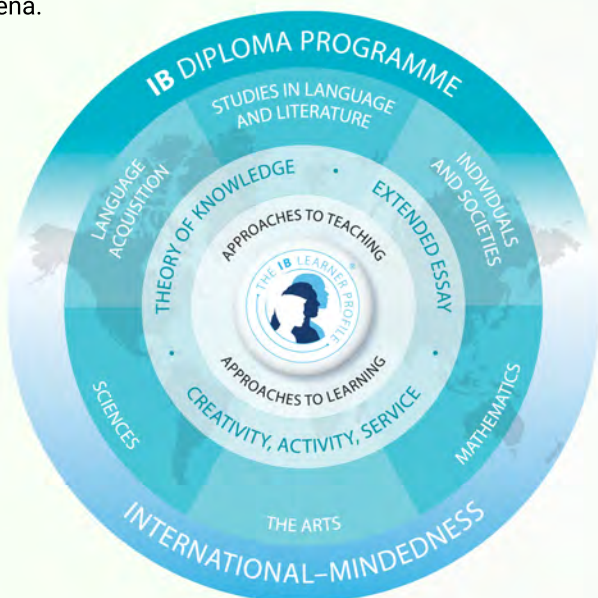 ena.
IB DIPLOMA PROGRAMME
STUDIES IN LANGUAGE
AND LITERATURE
LANGUAGE
ACQUISITION
INDIVIDUALS
AND SOCIETIES
THEORY OF KNOWLEDGE
•
EXTENDED ESSAY
APPROACHES TO TEACHING
THE IB LEARNER PROFILE
®
APPROACHES TO LEARNING
•
•
CREATIVITY, ACTIVITY, SERVICE
SCIENCES
MATHEMATICS
THE ARTS
INTERNATIONAL–MINDEDNESS